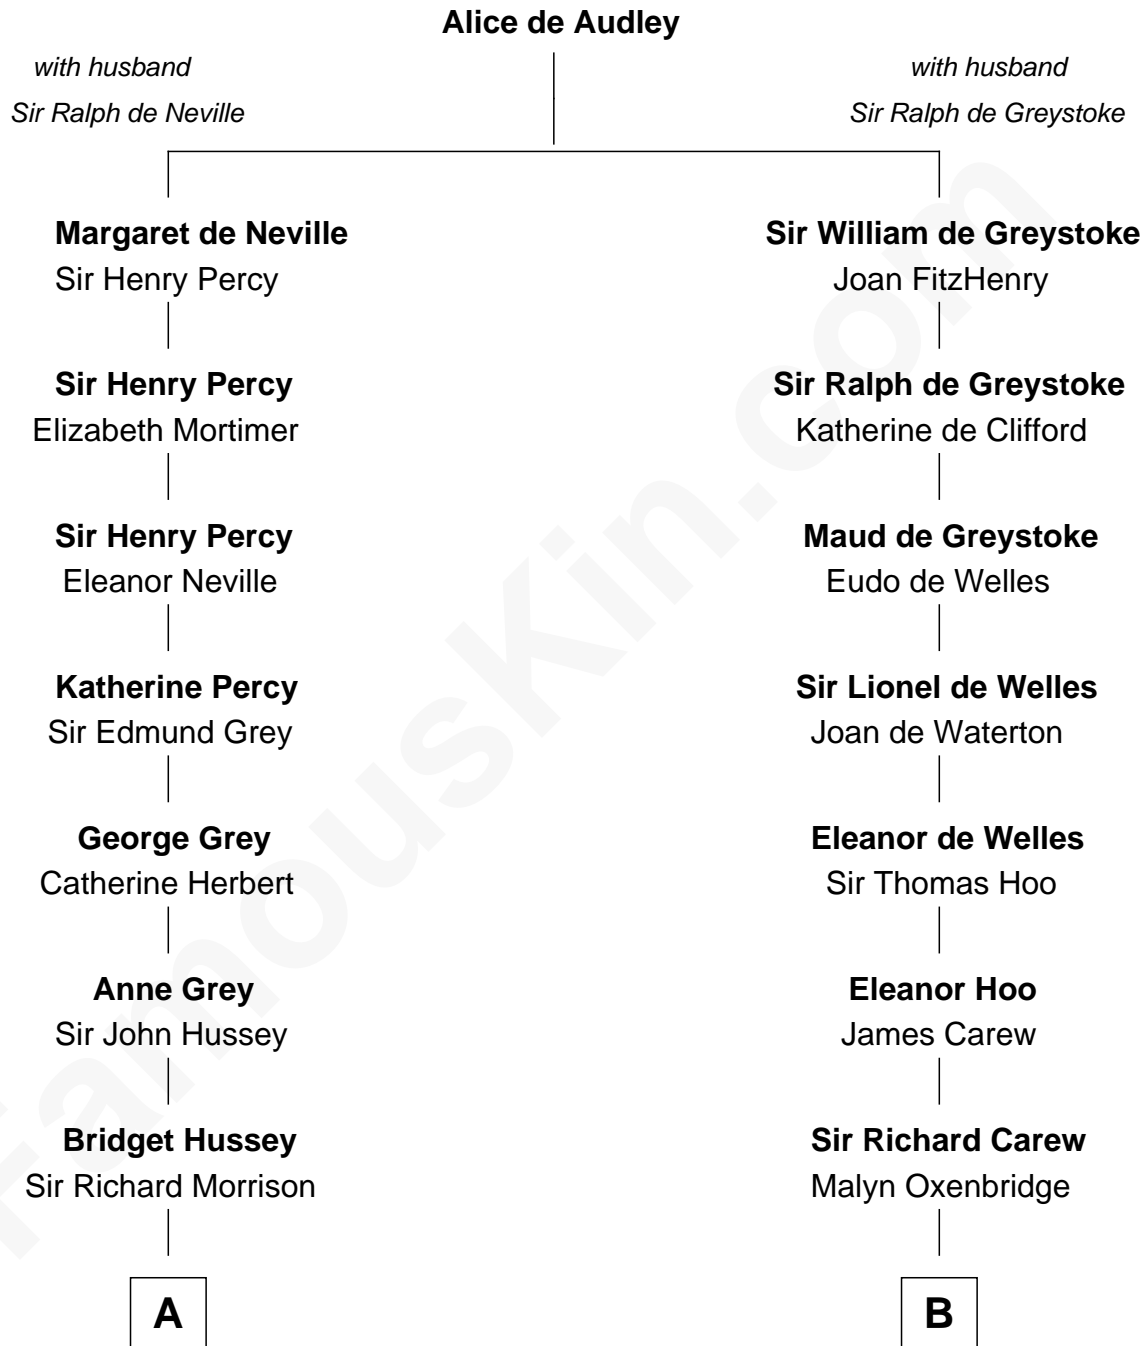 Alice de Audley
with husband
Sir Ralph de Neville
with husband
Sir Ralph de Greystoke
Margaret de Neville
Sir Henry Percy
Sir William de Greystoke
Joan FitzHenry
Sir Henry Percy
Elizabeth Mortimer
Sir Ralph de Greystoke
Katherine de Clifford
Sir Henry Percy
Eleanor Neville
Maud de Greystoke
Eudo de Welles
Katherine Percy
Sir Edmund Grey
Sir Lionel de Welles
Joan de Waterton
George Grey
Catherine Herbert
Eleanor de Welles
Sir Thomas Hoo
Anne Grey
Sir John Hussey
Eleanor Hoo
James Carew
Bridget Hussey
Sir Richard Morrison
Sir Richard Carew
Malyn Oxenbridge
A
B
FamousKin.com